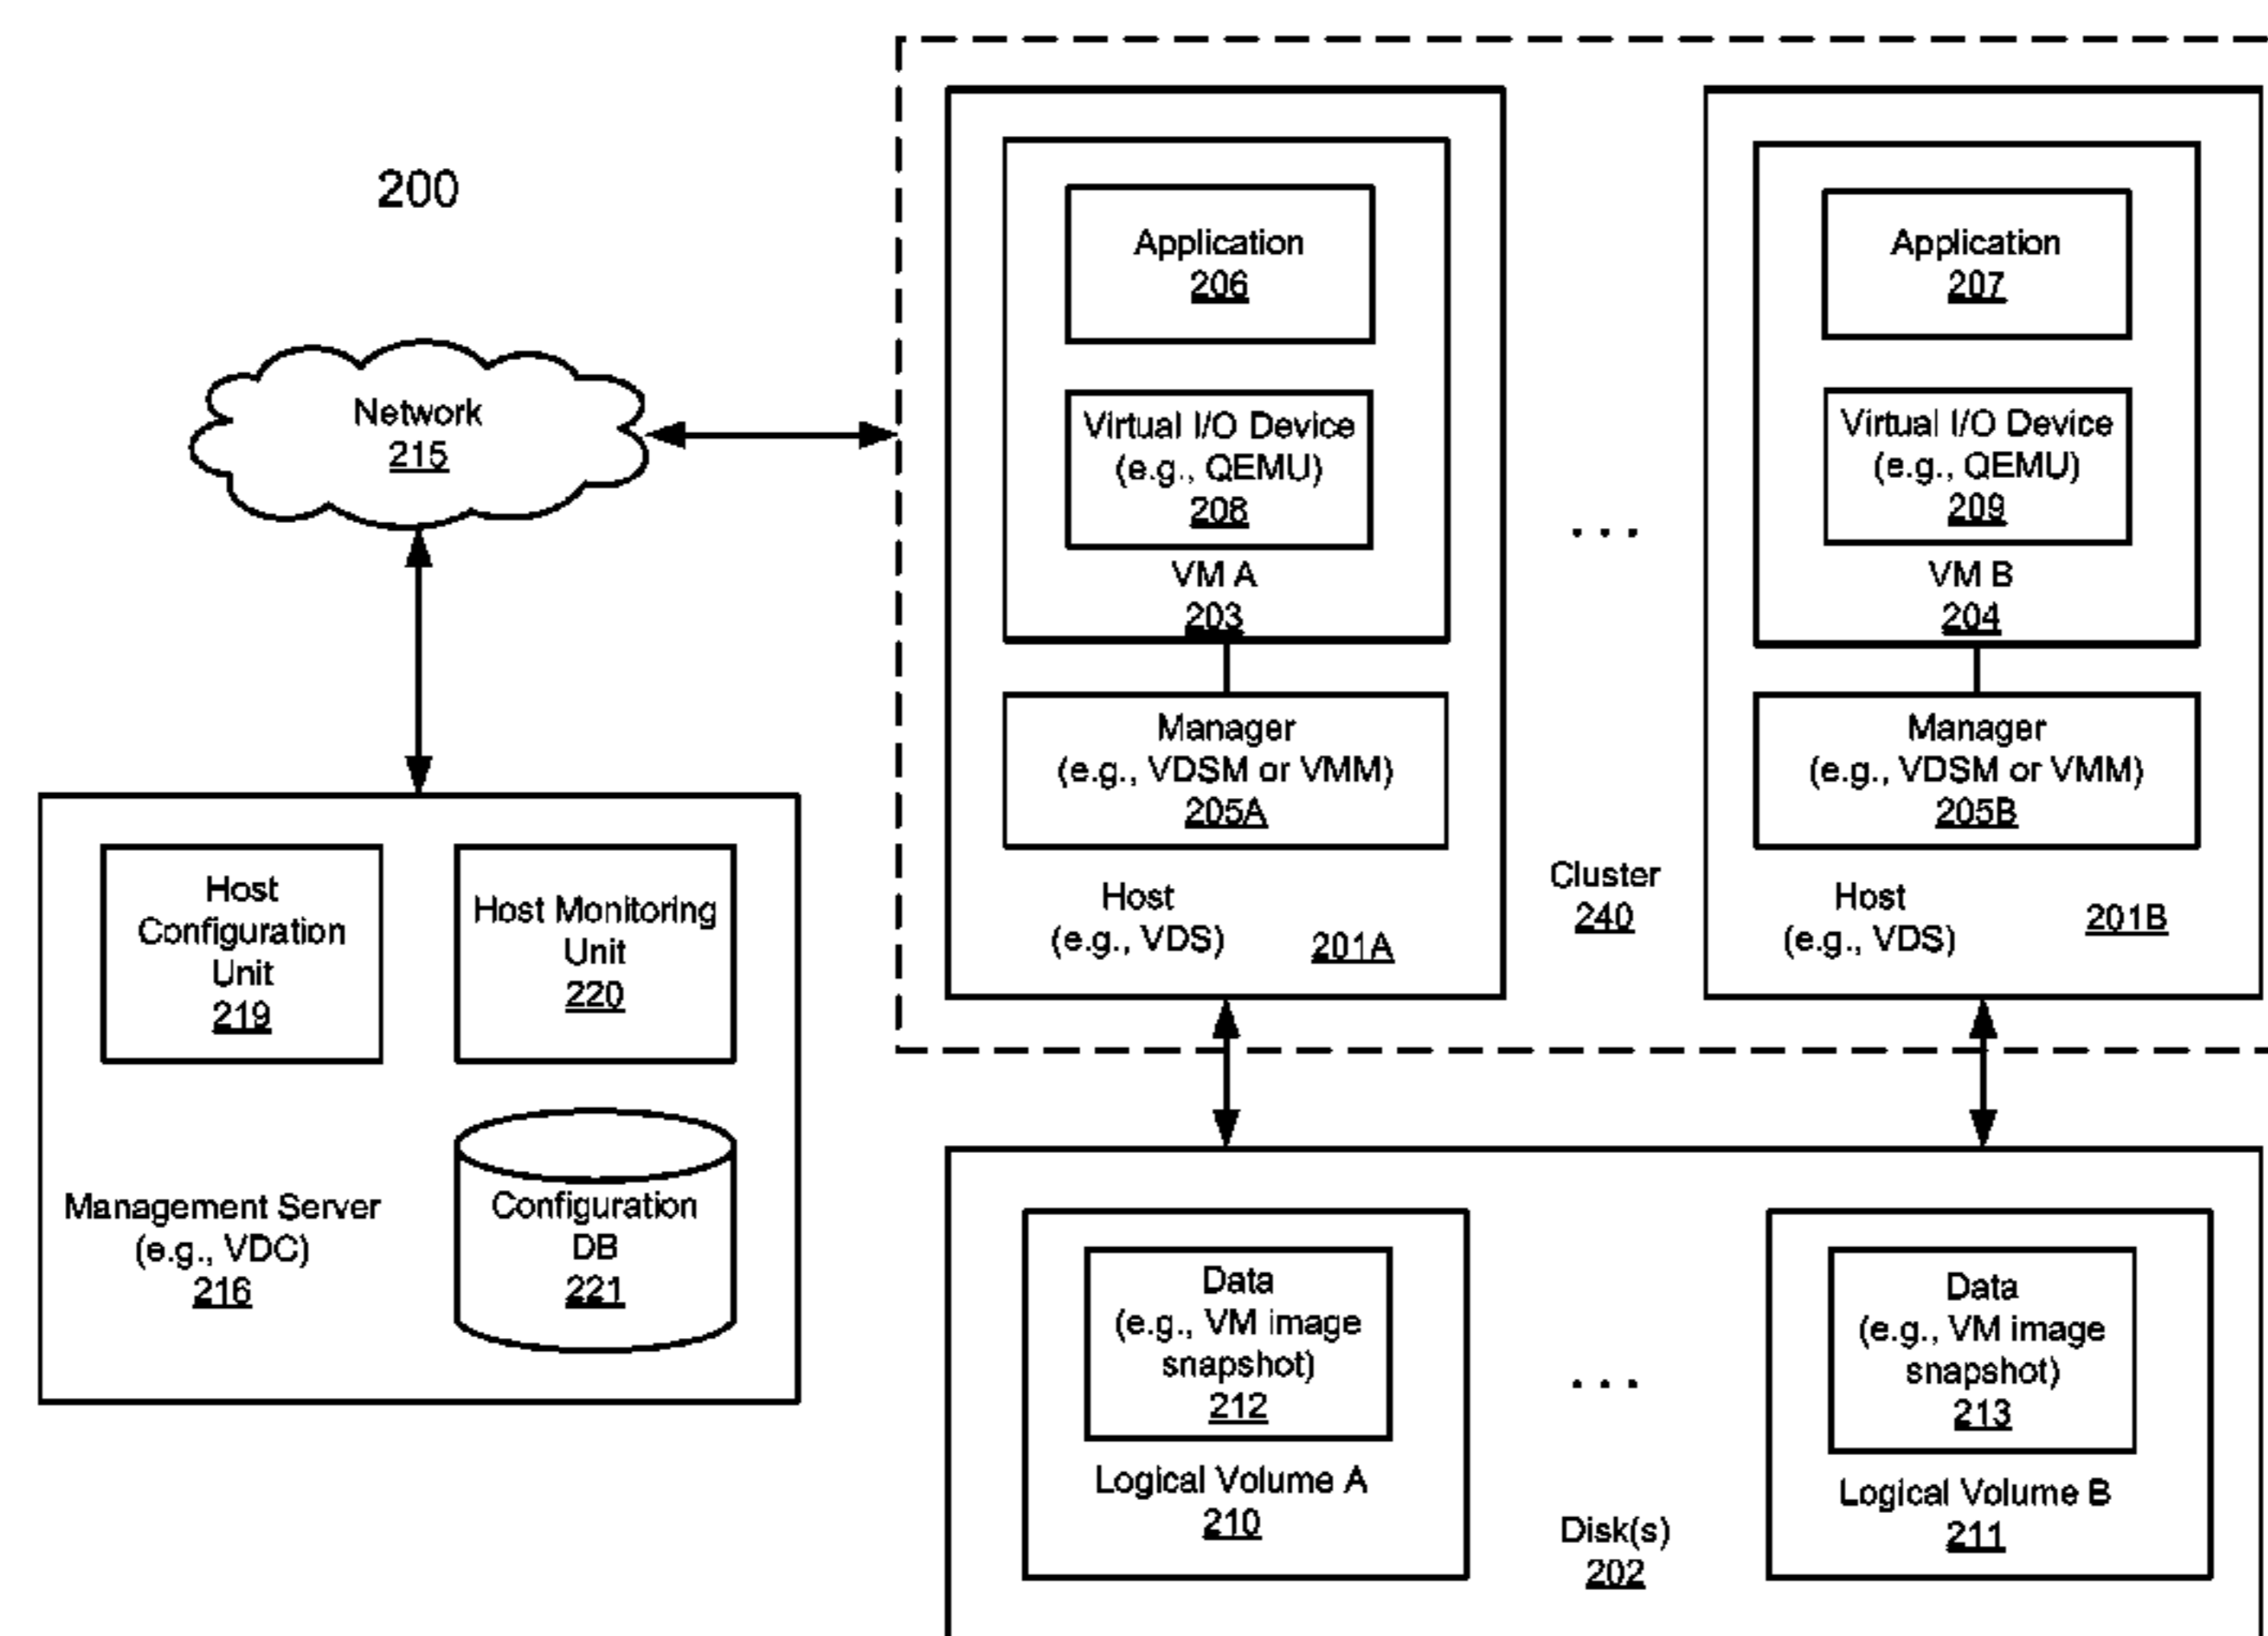 200
Network
215
Application
206
Virtual I/O Device
(e.g., QEMU)
208
VM A
203
Manager
(e.g., VDSM or VMM)
205A
Host
(e.g., VDS)
201A
. . .
Cluster
240
Application
207
Virtual I/O Device
(e.g., QEMU)
209
VM B
204
Manager
(e.g., VDSM or VMM)
205B
Host
(e.g., VDS)
201B
Host
Configuration
Unit
219
Host Monitoring
Unit
220
Management Server
(e.g., VDC)
216
Configuration
DB
221
Data
(e.g., VM image
snapshot)
212
Logical Volume A
210
. . .
Disk(s)
202
Data
(e.g., VM image
snapshot)
213
Logical Volume B
211